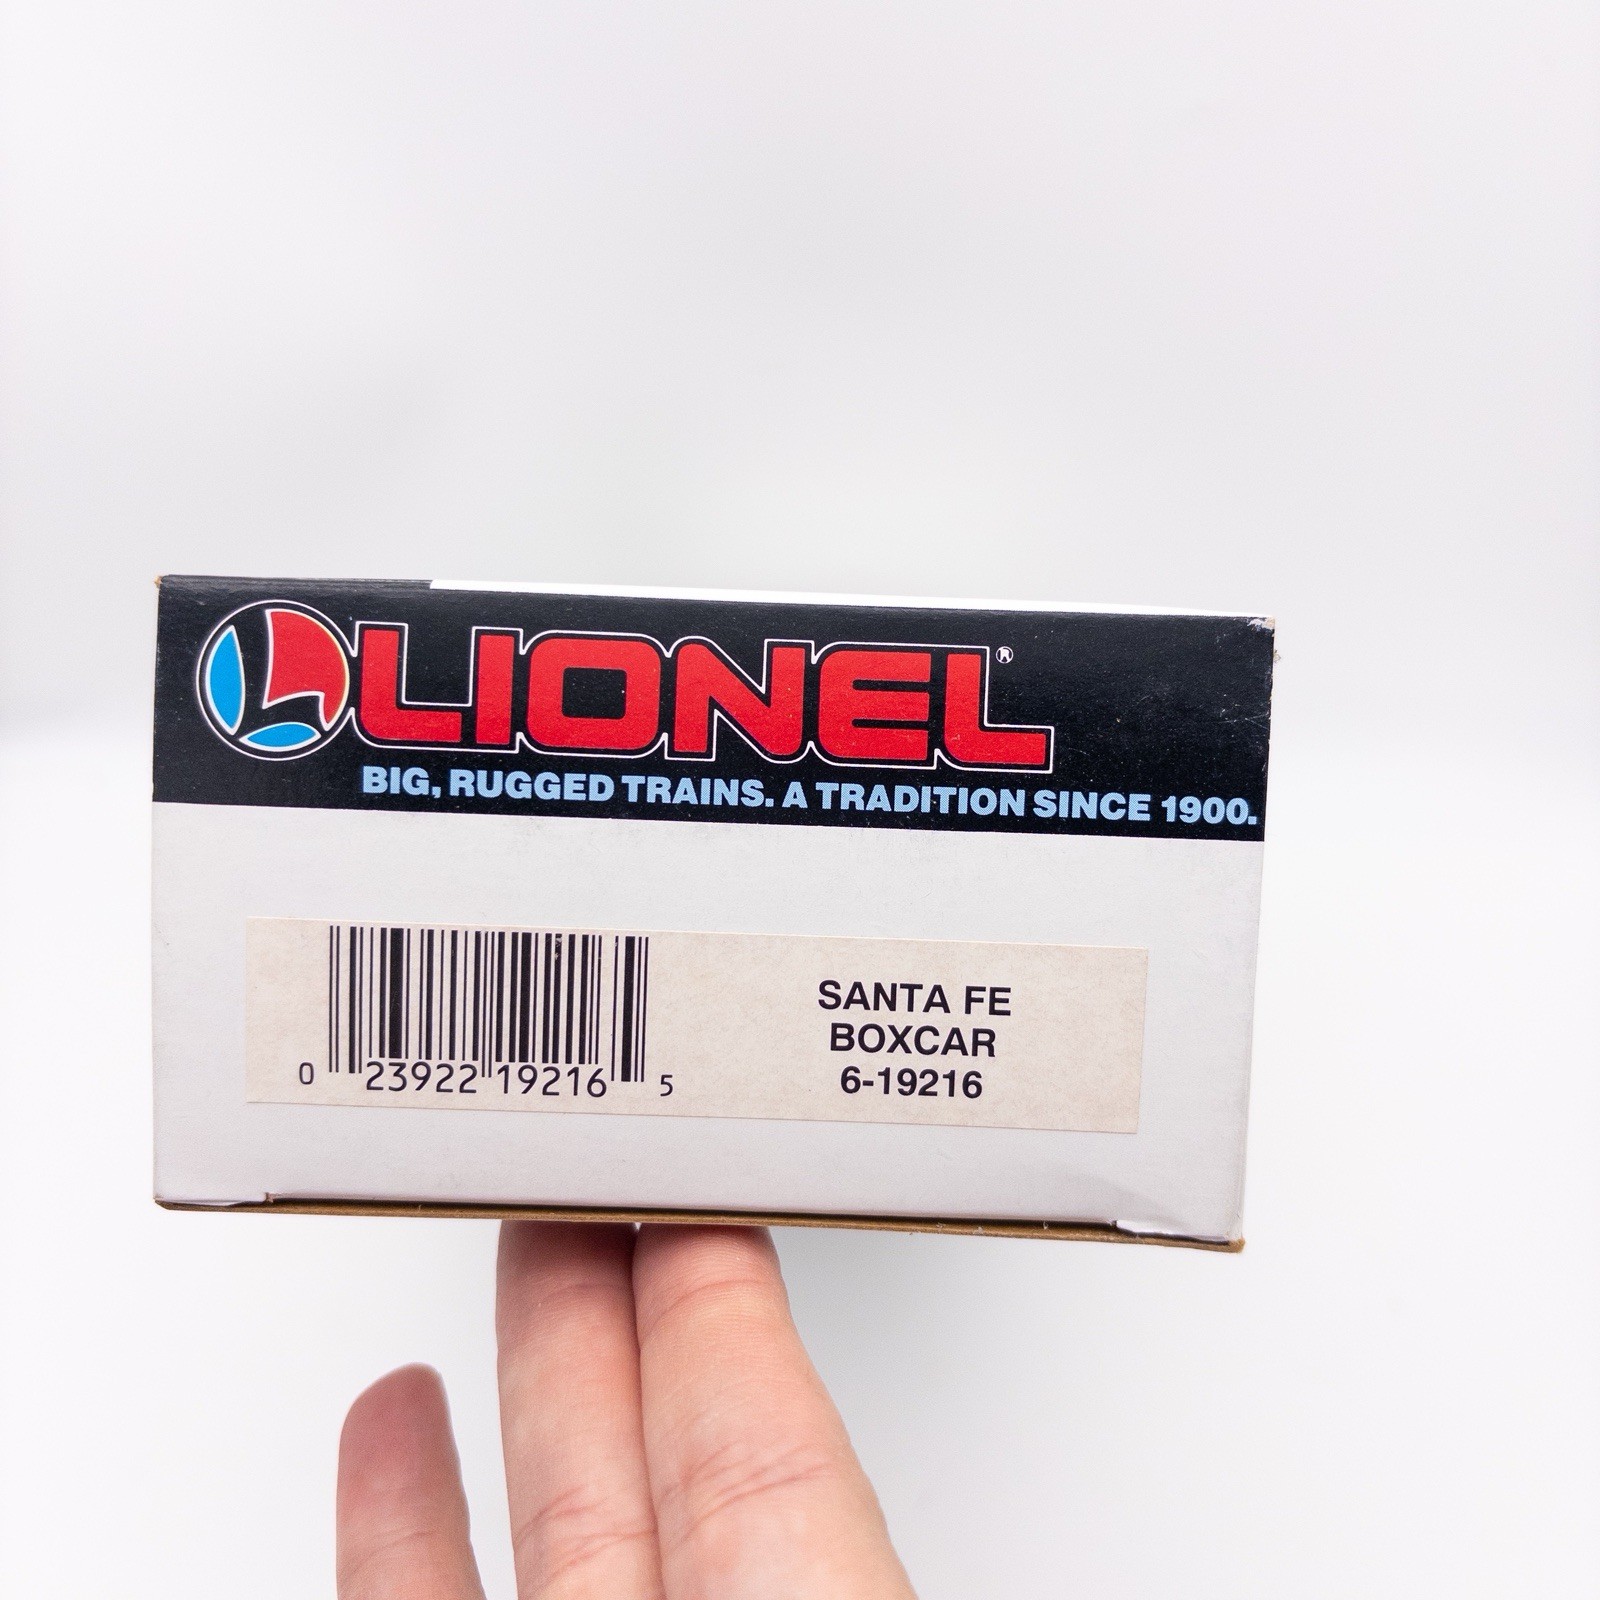 LIONEL®
BIG, RUGGED TRAINS. A TRADITION SINCE 1900.
SANTA FE
BOXCAR
6-19216
0 23922 19216 5